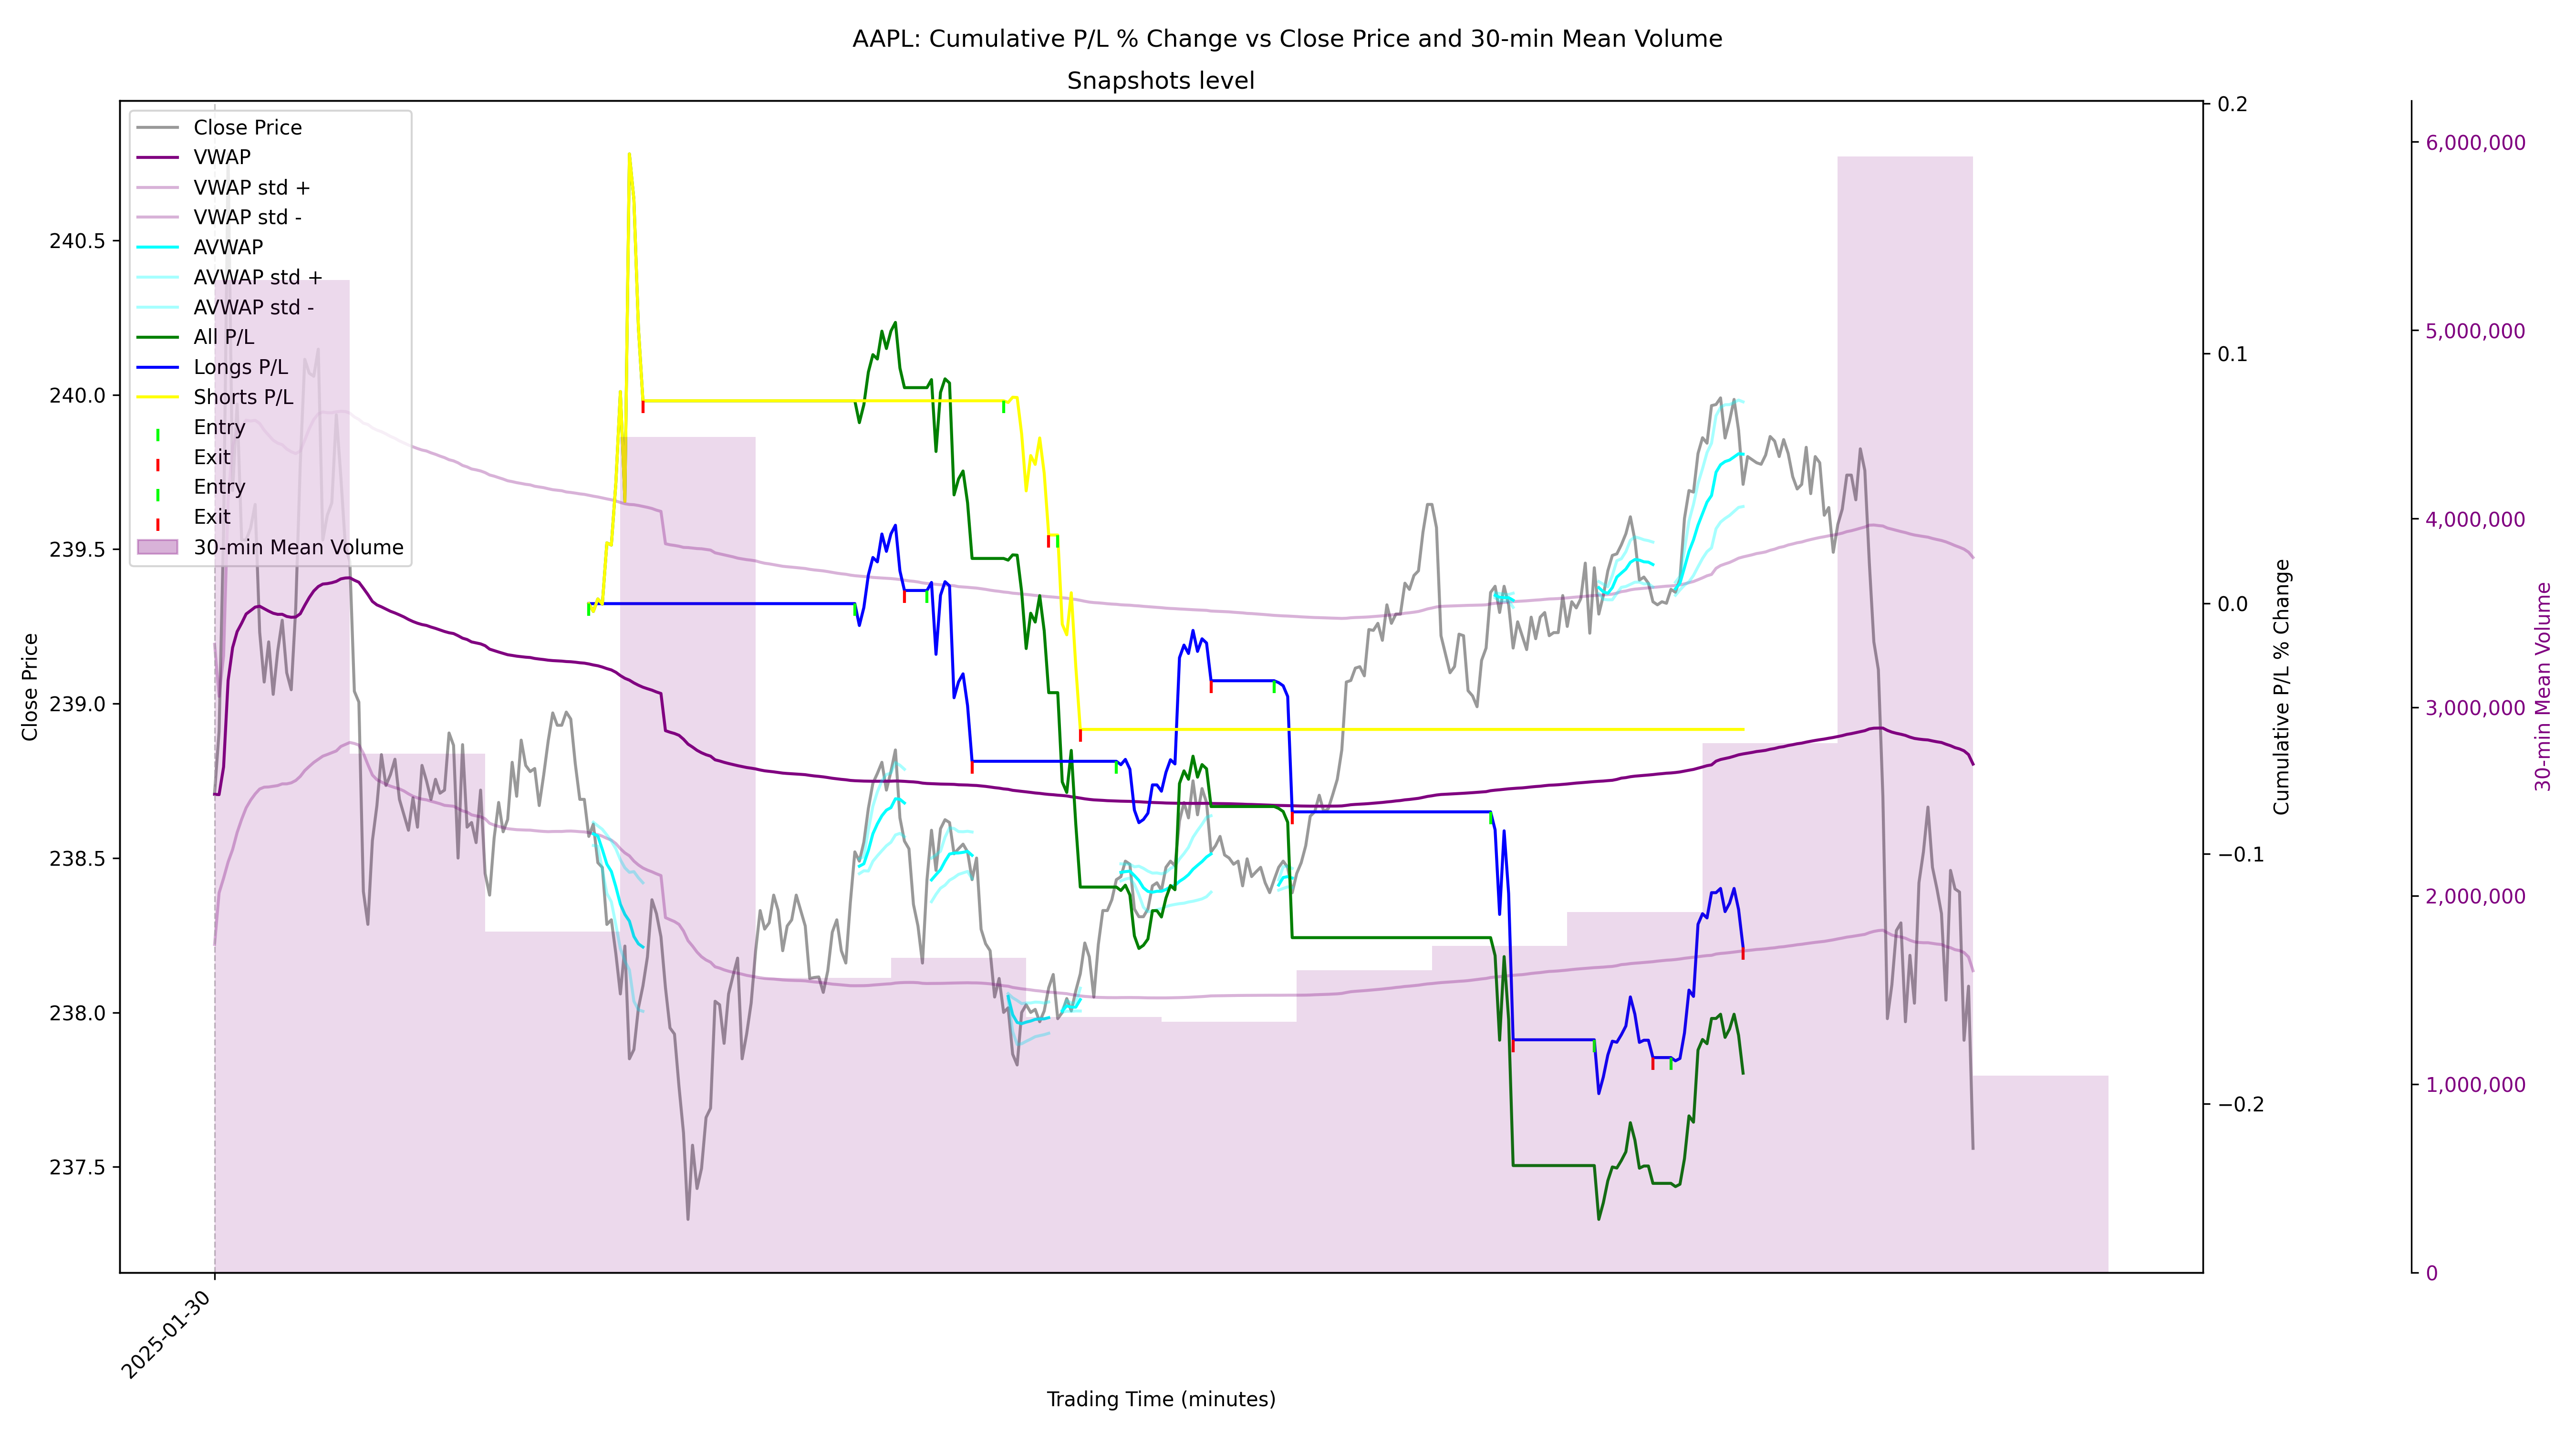 AAPL: Cumulative P/L % Change vs Close Price and 30-min Mean Volume
Snapshots level
Close Price
VWAP
VWAP std +
VWAP std -
AVWAP
AVWAP std +
AVWAP std -
All P/L
Longs P/L
Shorts P/L
Entry
Exit
Entry
Exit
30-min Mean Volume
240.5
240.0
239.5
239.0
238.5
238.0
237.5
Close Price
0.2
0.1
0.0
−0.1
−0.2
Cumulative P/L % Change
6,000,000
5,000,000
4,000,000
3,000,000
2,000,000
1,000,000
0
30-min Mean Volume
2025-01-30
Trading Time (minutes)